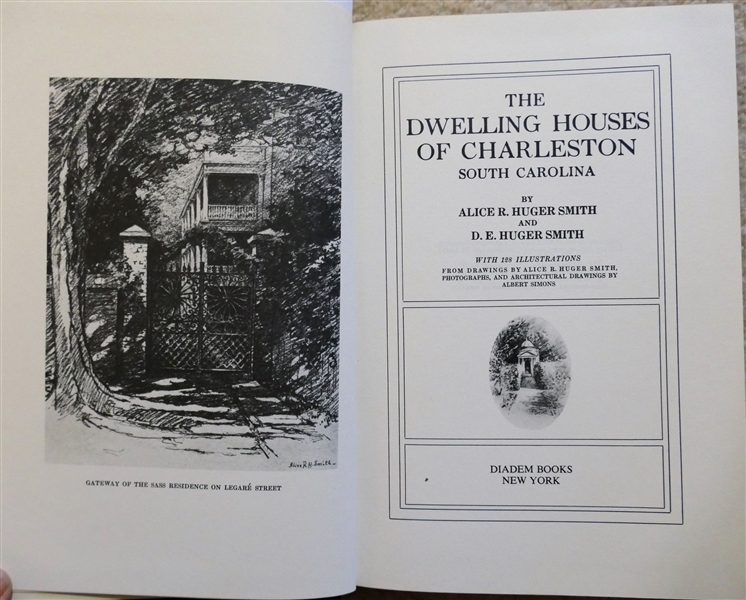 Alice R. H. Smith
GATEWAY OF THE SASS RESIDENCE ON LEGARÉ STREET
THE
DWELLING HOUSES
OF CHARLESTON
SOUTH CAROLINA
BY
ALICE R. HUGER SMITH
AND
D. E. HUGER SMITH
WITH 128 ILLUSTRATIONS
FROM DRAWINGS BY ALICE R. HUGER SMITH,
PHOTOGRAPHS, AND ARCHITECTURAL DRAWINGS BY
ALBERT SIMONS
DIADEM BOOKS
NEW YORK